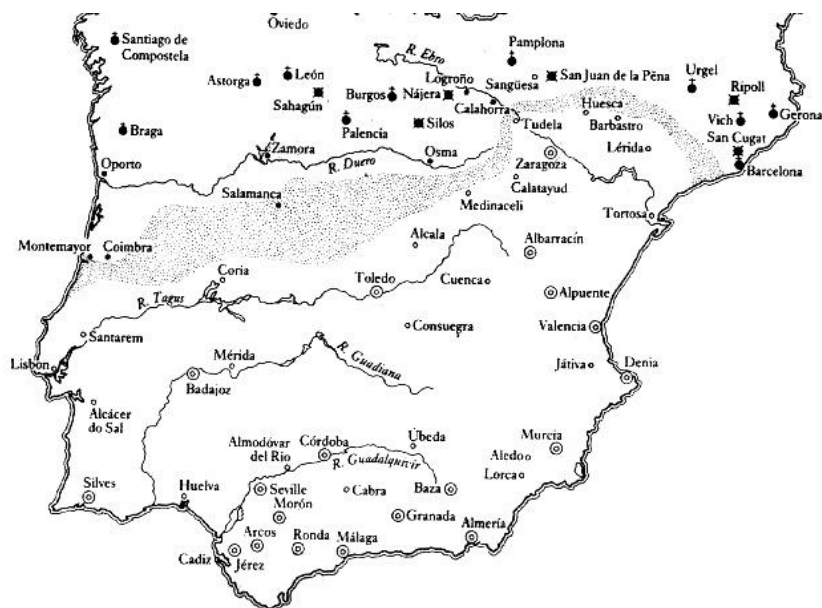 Oviedo
Santiago de
Compostela
R. Ebro
Pamplona
Astorga
León
Logroño
Sangüesa
San Juan de la Pëna
Urgel
Ripoll
Sahagún
Burgos
Nájera
Calahorra
Huesca
Vich
Gerona
Braga
Palencia
Silos
Tudela
Barbastro
San Cugat
Zamora
Osma
Lérida
Oporto
R. Duero
Zaragoza
Barcelona
Salamanca
Medinaceli
Calatayud
Tortosa
Montemayor
Coimbra
Alcala
Albarracín
Coria
Toledo
Cuenca
Alpuente
R. Tagus
Santarem
Consuegra
Valencia
Lisbon
Mérida
R. Guadiana
Játiva
Denia
Badajoz
Alcácer
do Sal
Almodóvar
del Rio
Córdoba
Übeda
Murcia
Aledo
R. Guadalquivir
Lorca
Silves
Huelva
Seville
Cabra
Baza
Morón
Granada
Almería
Arcos
Ronda
Málaga
Cadiz
Jérez